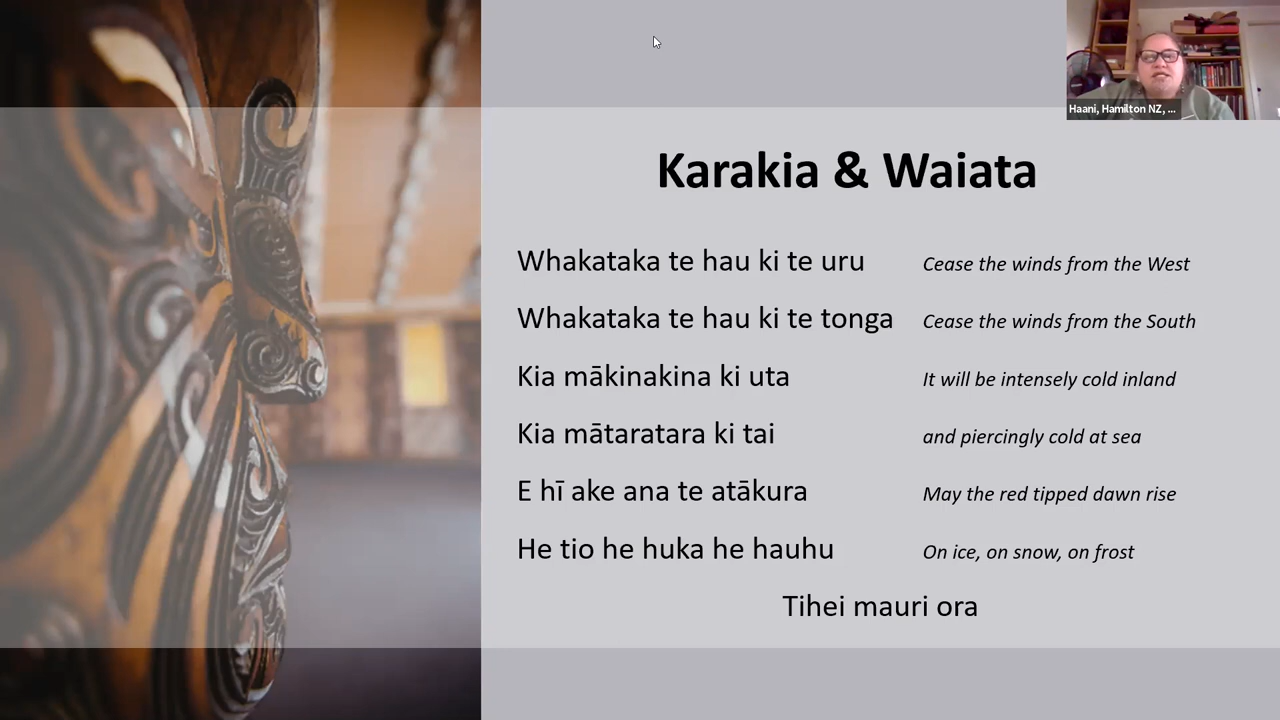 Haani, Hamilton NZ, ...
Karakia & Waiata
Whakataka te hau ki te uru
Cease the winds from the West
Whakataka te hau ki te tonga
Cease the winds from the South
Kia mākinakina ki uta
It will be intensely cold inland
Kia mātaratara ki tai
and piercingly cold at sea
E hī ake ana te atākura
May the red tipped dawn rise
He tio he huka he hauhu
On ice, on snow, on frost
Tihei mauri ora